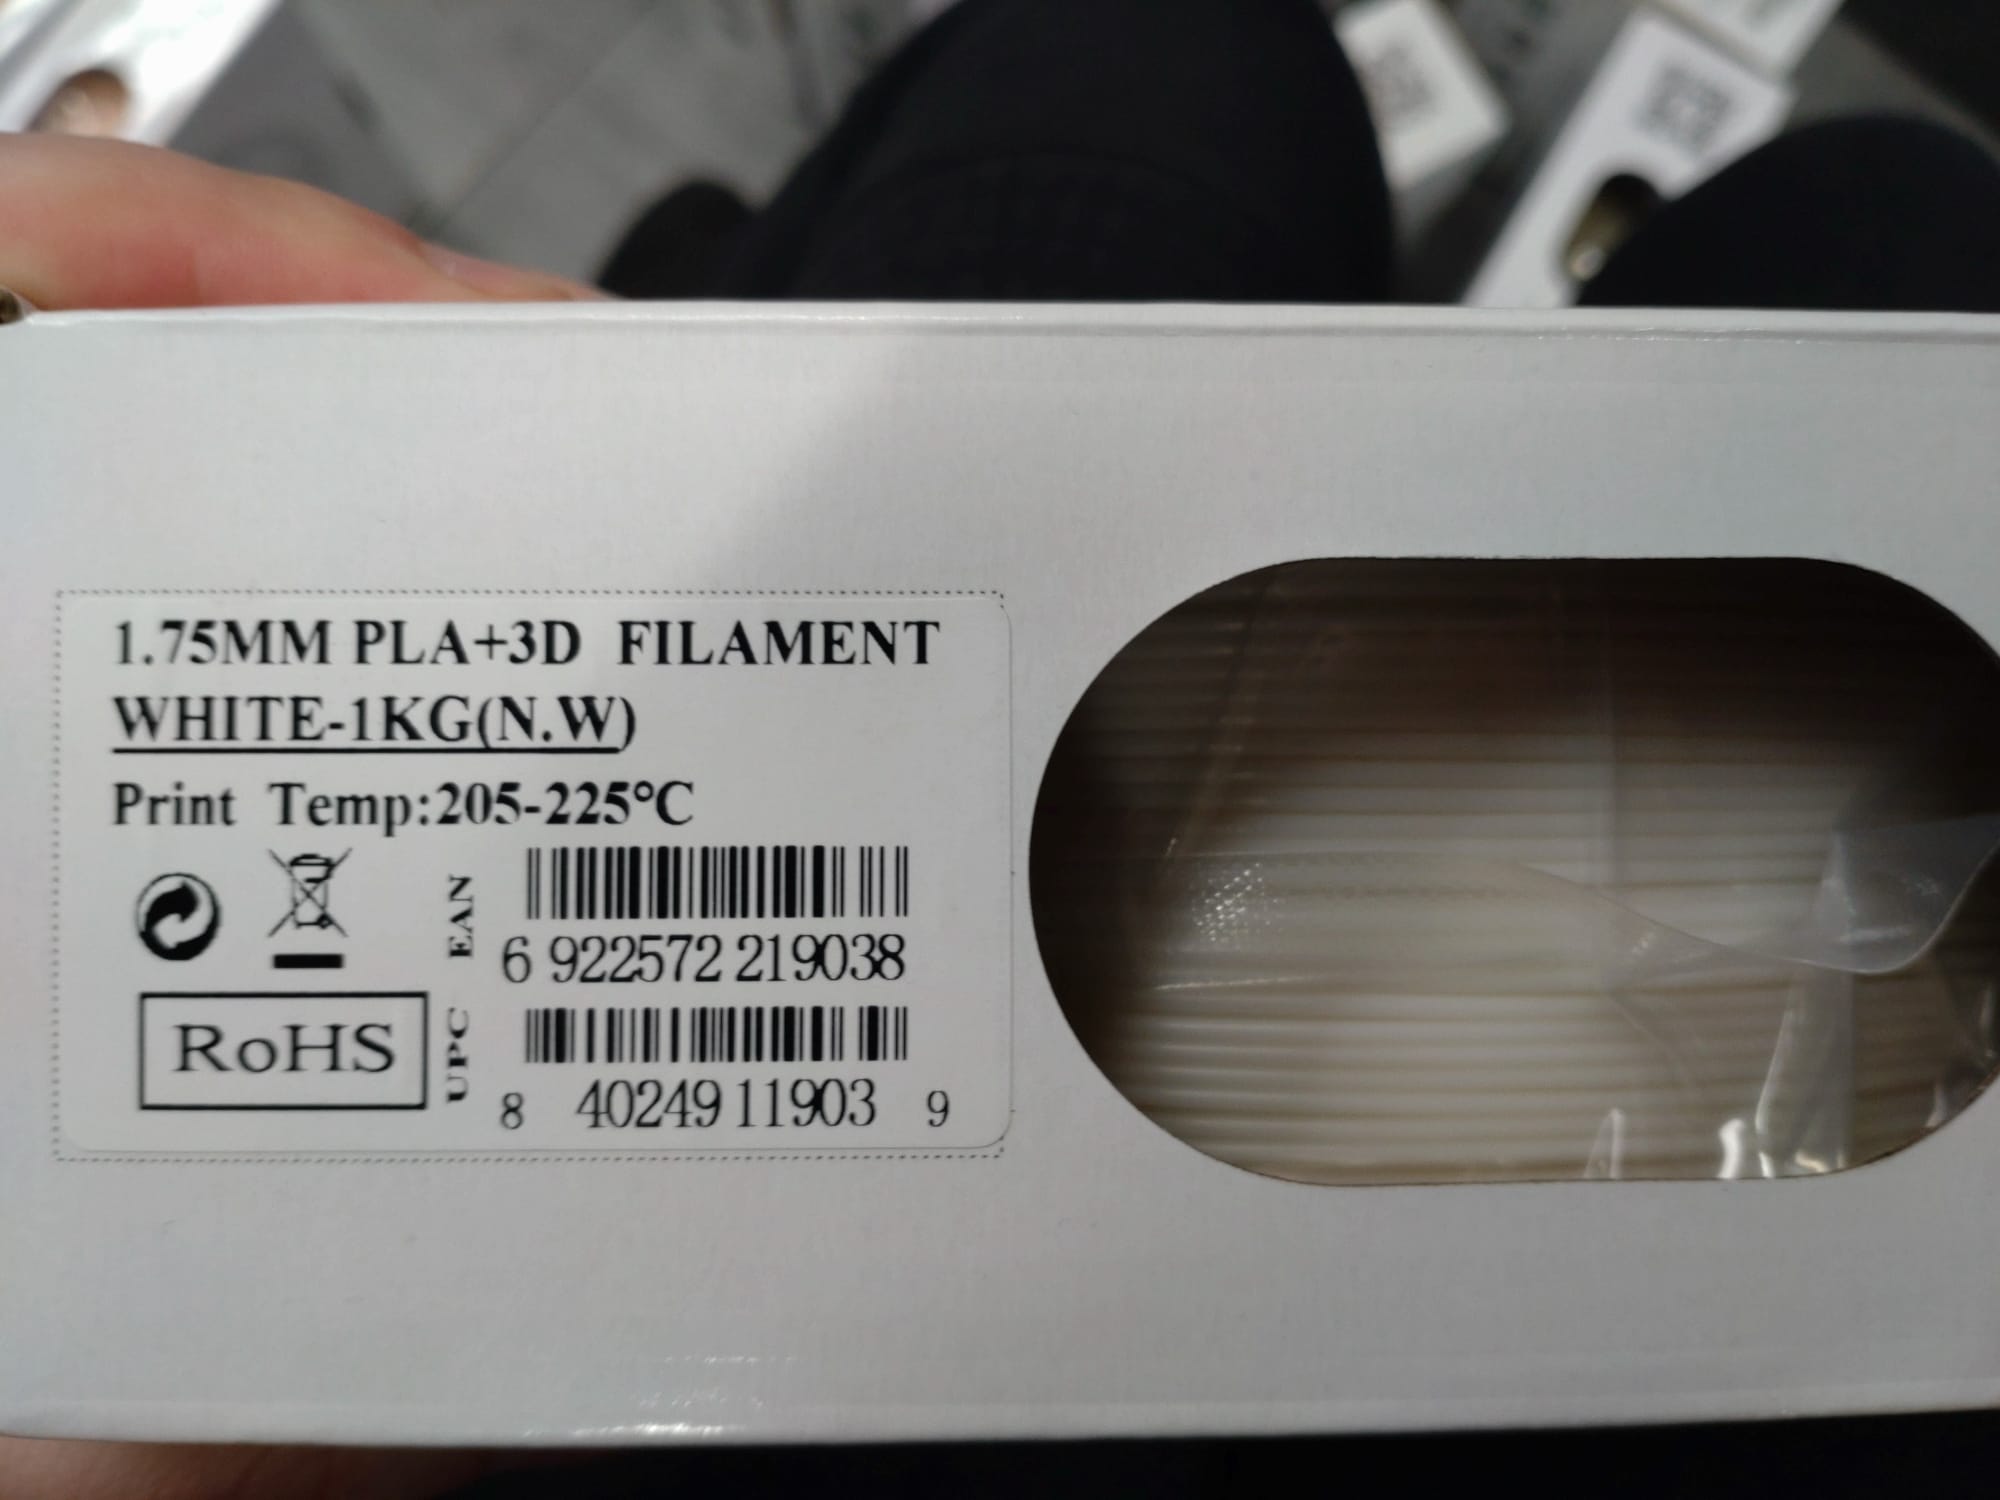 1.75MM PLA+3D FILAMENT
WHITE-1KG(N.W)
Print Temp:205-225°C
EAN
6 922572 219038
RoHS
UPC
8 40249 11903 9